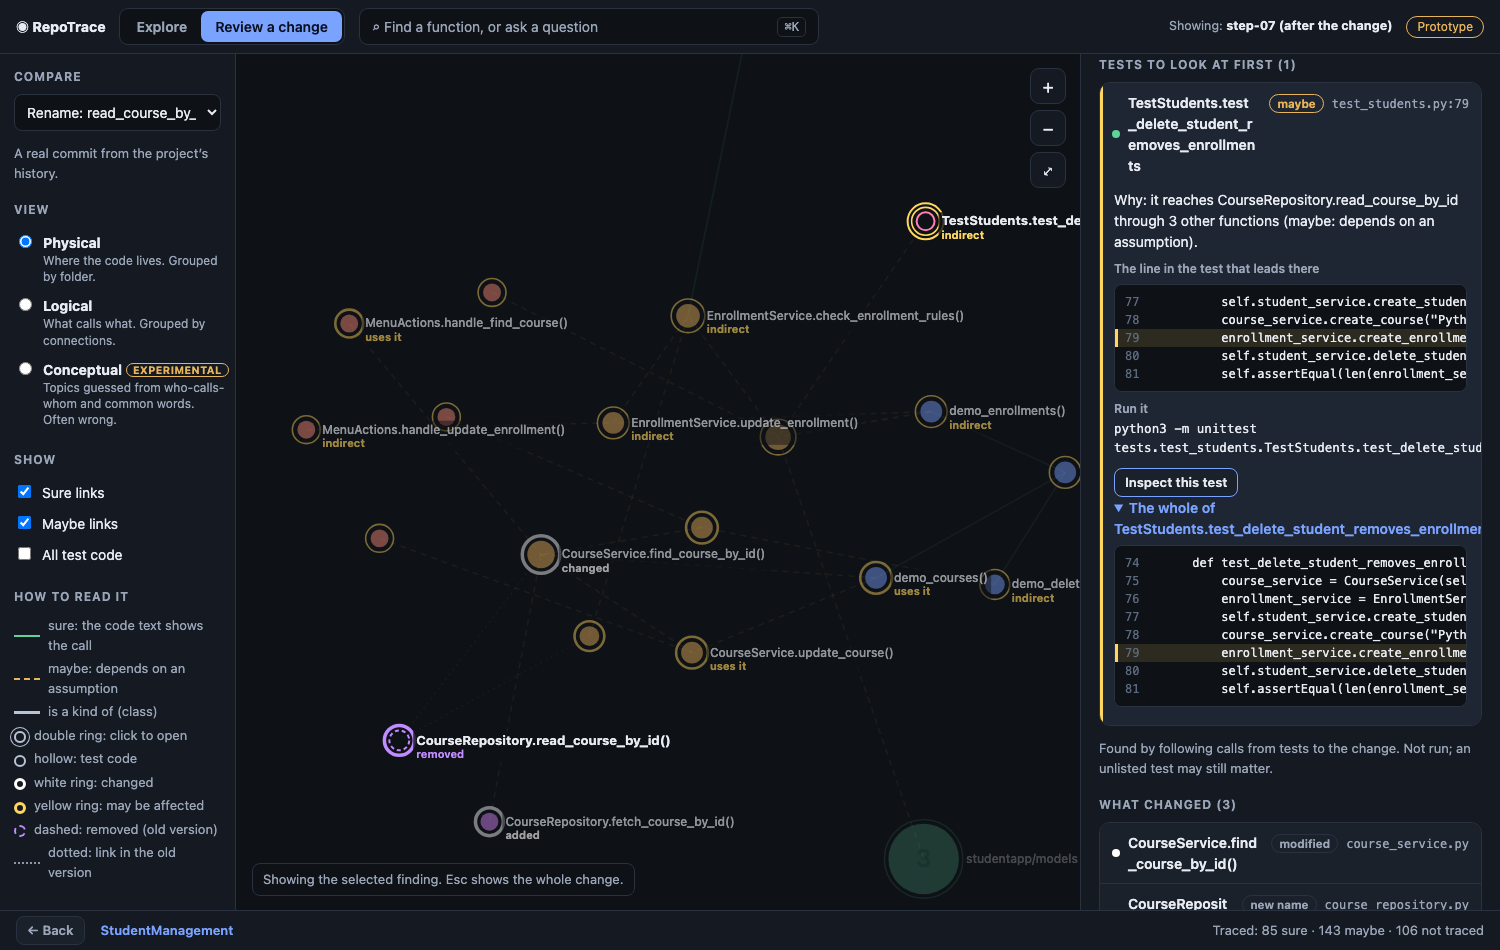 RepoTrace
Explore
Review a change
Find a function, or ask a question
⌘K
Showing: step-07 (after the change)
Prototype
COMPARE
Rename: read_course_by_
A real commit from the project's
history.
VIEW
Physical
Where the code lives. Grouped
by folder.
Logical
What calls what. Grouped by
connections.
Conceptual EXPERIMENTAL
Topics guessed from who-calls-
whom and common words.
Often wrong.
SHOW
Sure links
Maybe links
All test code
HOW TO READ IT
sure: the code text shows
the call
maybe: depends on an
assumption
is a kind of (class)
double ring: click to open
hollow: test code
white ring: changed
yellow ring: may be affected
dashed: removed (old version)
dotted: link in the old
version
TestStudents.test_de
indirect
MenuActions.handle_find_course()
uses it
EnrollmentService.check_enrollment_rules()
indirect
MenuActions.handle_update_enrollment()
indirect
EnrollmentService.update_enrollment()
indirect
demo_enrollments()
indirect
CourseService.find_course_by_id()
changed
demo_courses()
uses it
demo_delet
indirect
CourseService.update_course()
uses it
CourseRepository.read_course_by_id()
removed
CourseRepository.fetch_course_by_id()
added
3
studentapp/models
Showing the selected finding. Esc shows the whole change.
TESTS TO LOOK AT FIRST (1)
TestStudents.test
_delete_student_r
emoves_enrollmen
ts
maybe
test_students.py:79
Why: it reaches CourseRepository.read_course_by_id
through 3 other functions (maybe: depends on an
assumption).
The line in the test that leads there
77 self.student_service.create_studen
78 course_service.create_course("Pyth
79 enrollment_service.create_enrollme
80 self.student_service.delete_studen
81 self.assertEqual(len(enrollment_se
Run it
python3 -m unittest
tests.test_students.TestStudents.test_delete_stud
Inspect this test
▼ The whole of
TestStudents.test_delete_student_removes_enrollmen
74 def test_delete_student_removes_enroll
75 course_service = CourseService(sel
76 enrollment_service = EnrollmentSer
77 self.student_service.create_studen
78 course_service.create_course("Pyth
79 enrollment_service.create_enrollme
80 self.student_service.delete_studen
81 self.assertEqual(len(enrollment_se
Found by following calls from tests to the change. Not run; an
unlisted test may still matter.
WHAT CHANGED (3)
CourseService.find
_course_by_id()
modified
course_service.py
CourseReposit
new name
course_repository.py
← Back
StudentManagement
Traced: 85 sure · 143 maybe · 106 not traced